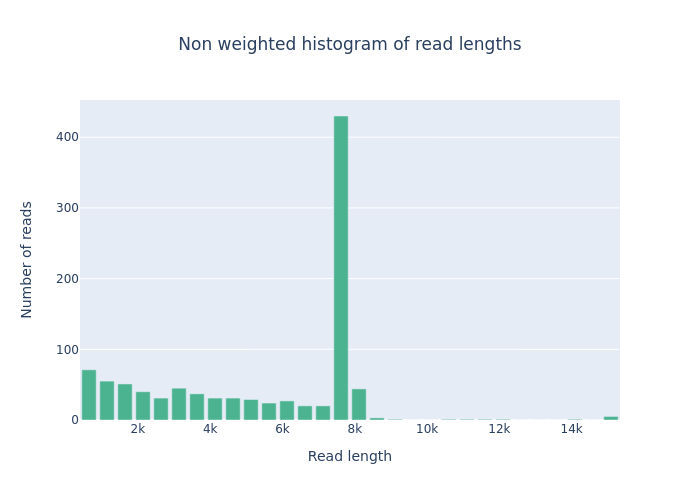 Non weighted histogram of read lengths
Number of reads
400
300
200
100
0
2k 4k 6k 8k 10k 12k 14k
Read length